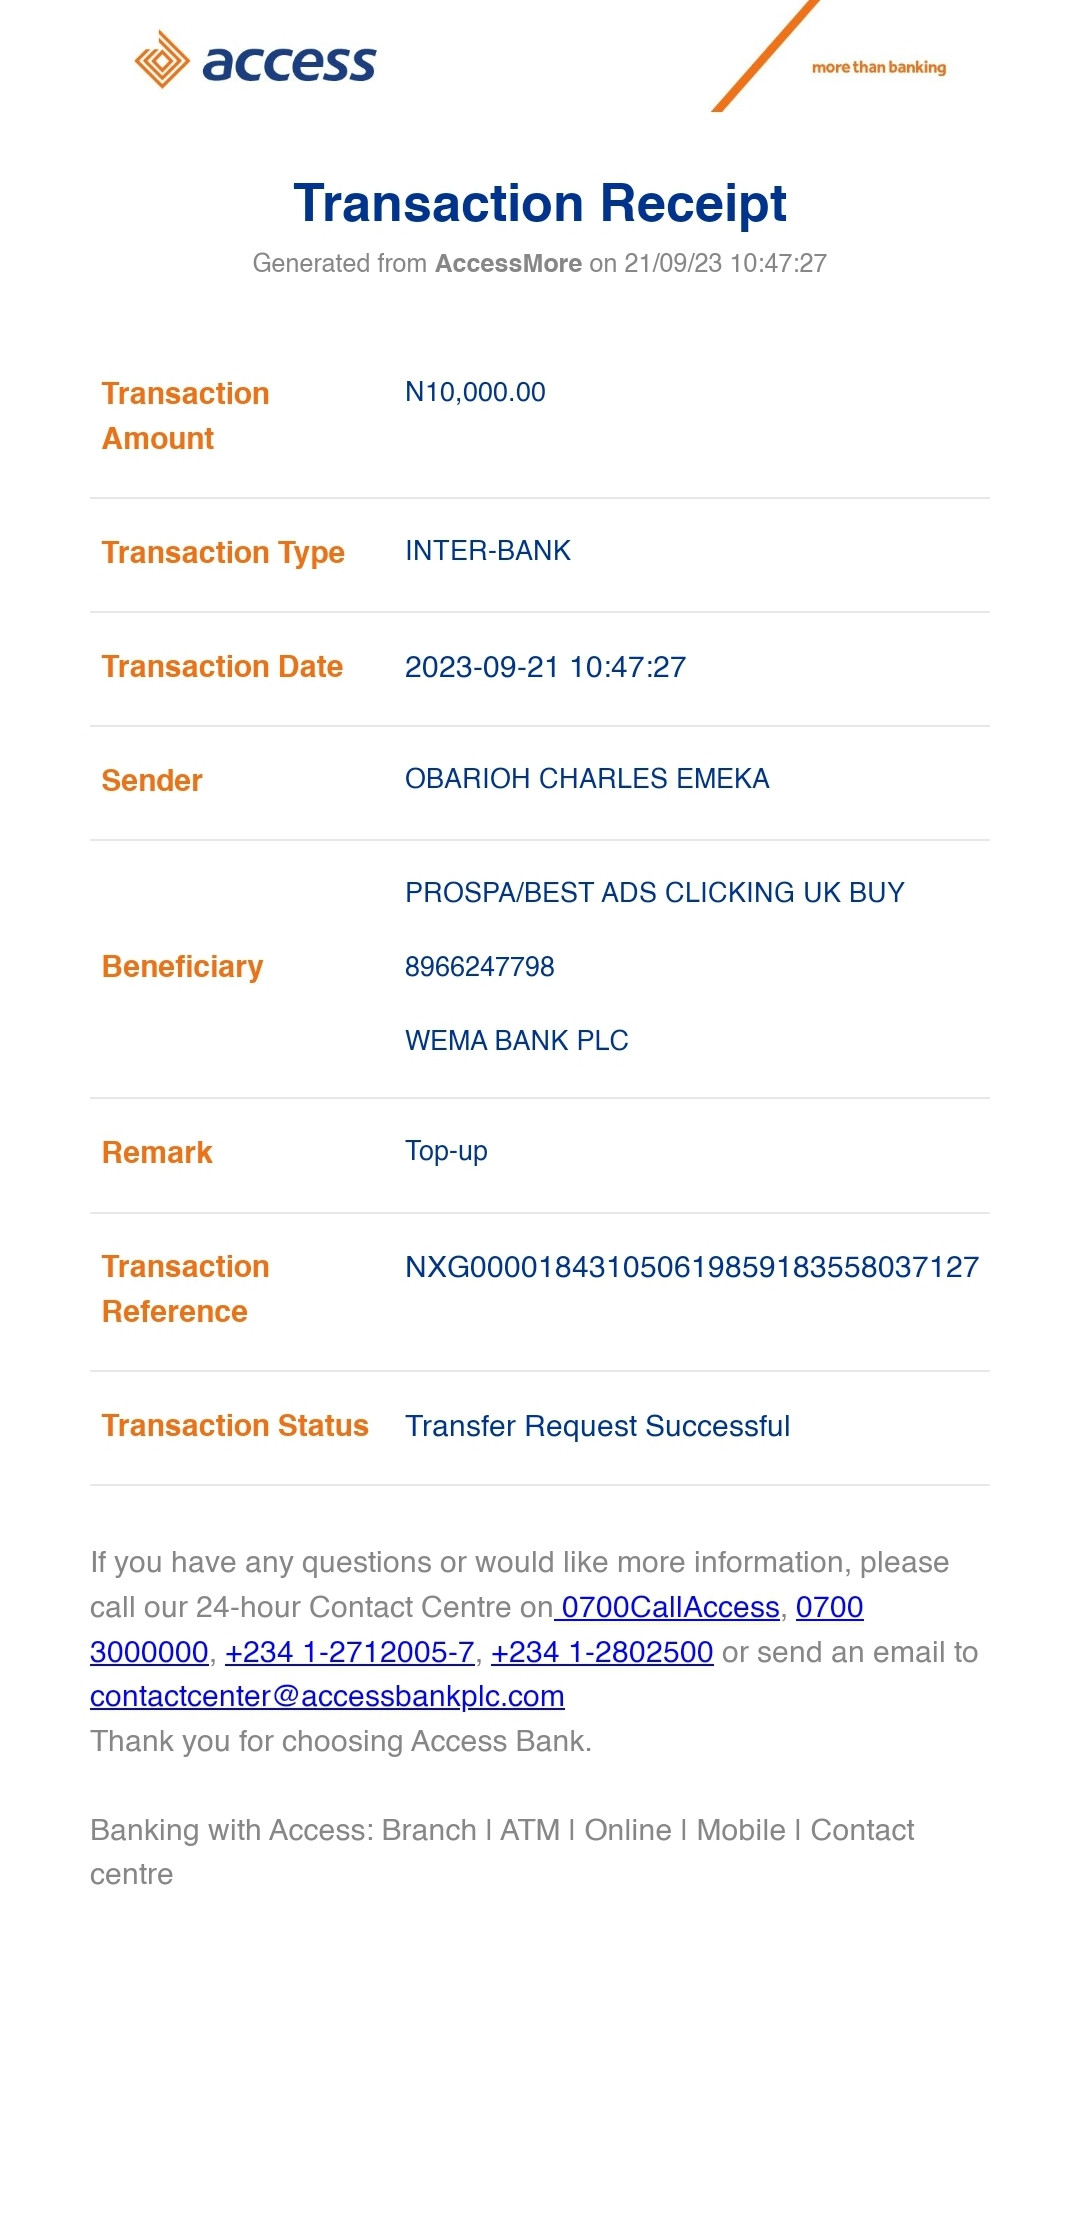 access
more than banking
Transaction Receipt
Generated from AccessMore on 21/09/23 10:47:27
Transaction Amount
N10,000.00
Transaction Type
INTER-BANK
Transaction Date
2023-09-21 10:47:27
Sender
OBARIOH CHARLES EMEKA
Beneficiary
PROSPA/BEST ADS CLICKING UK BUY
8966247798
WEMA BANK PLC
Remark
Top-up
Transaction Reference
NXG000018431050619859183558037127
Transaction Status
Transfer Request Successful
If you have any questions or would like more information, please
call our 24-hour Contact Centre on 0700CallAccess, 0700
3000000, +234 1-2712005-7, +234 1-2802500 or send an email to
contactcenter@accessbankplc.com
Thank you for choosing Access Bank.
Banking with Access: Branch | ATM | Online | Mobile | Contact
centre